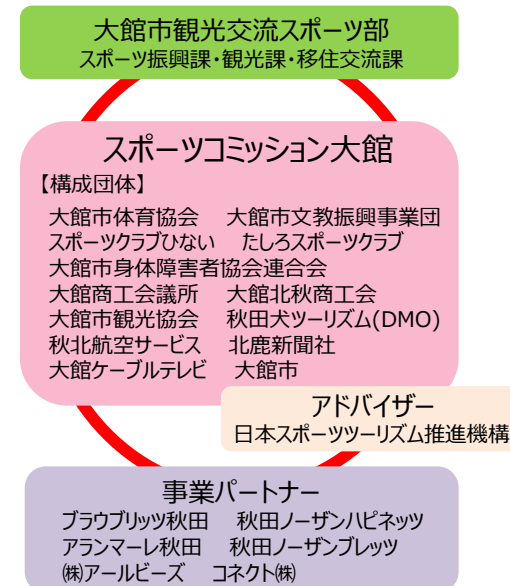 大館市観光交流スポーツ部
スポーツ振興課・観光課・移住交流課
スポーツコミッション大館
【構成団体】
大館市体育協会　大館市文教振興事業団
スポーツクラブひない　たしろスポーツクラブ
大館市身体障害者協会連合会
大館商工会議所　大館北秋商工会
大館市観光協会　秋田犬ツーリズム(DMO)
秋北航空サービス　北鹿新聞社
大館ケーブルテレビ　大館市
アドバイザー
日本スポーツツーリズム推進機構
事業パートナー
ブラウブリッツ秋田　秋田ノーザンハピネッツ
アランマーレ秋田　秋田ノーザンブレッツ
㈱アールビーズ　コネクト㈱